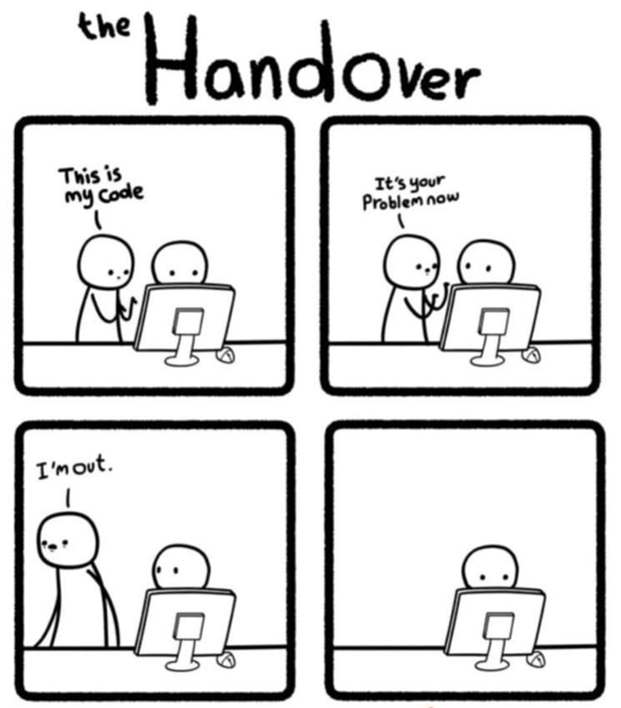 the
HandOver
This is
my code
It's your
Problem now
I'm out.